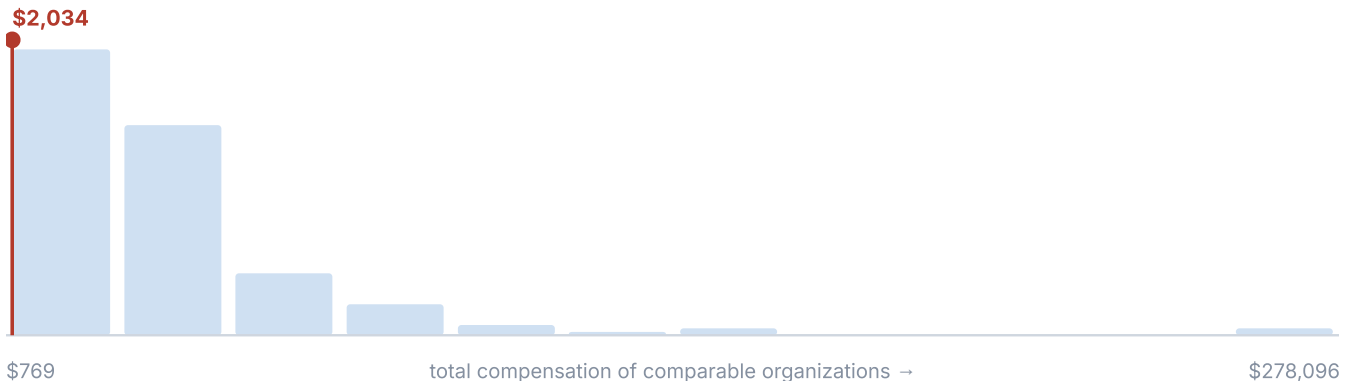 $2,034
$769 total compensation of comparable organizations → $278,096